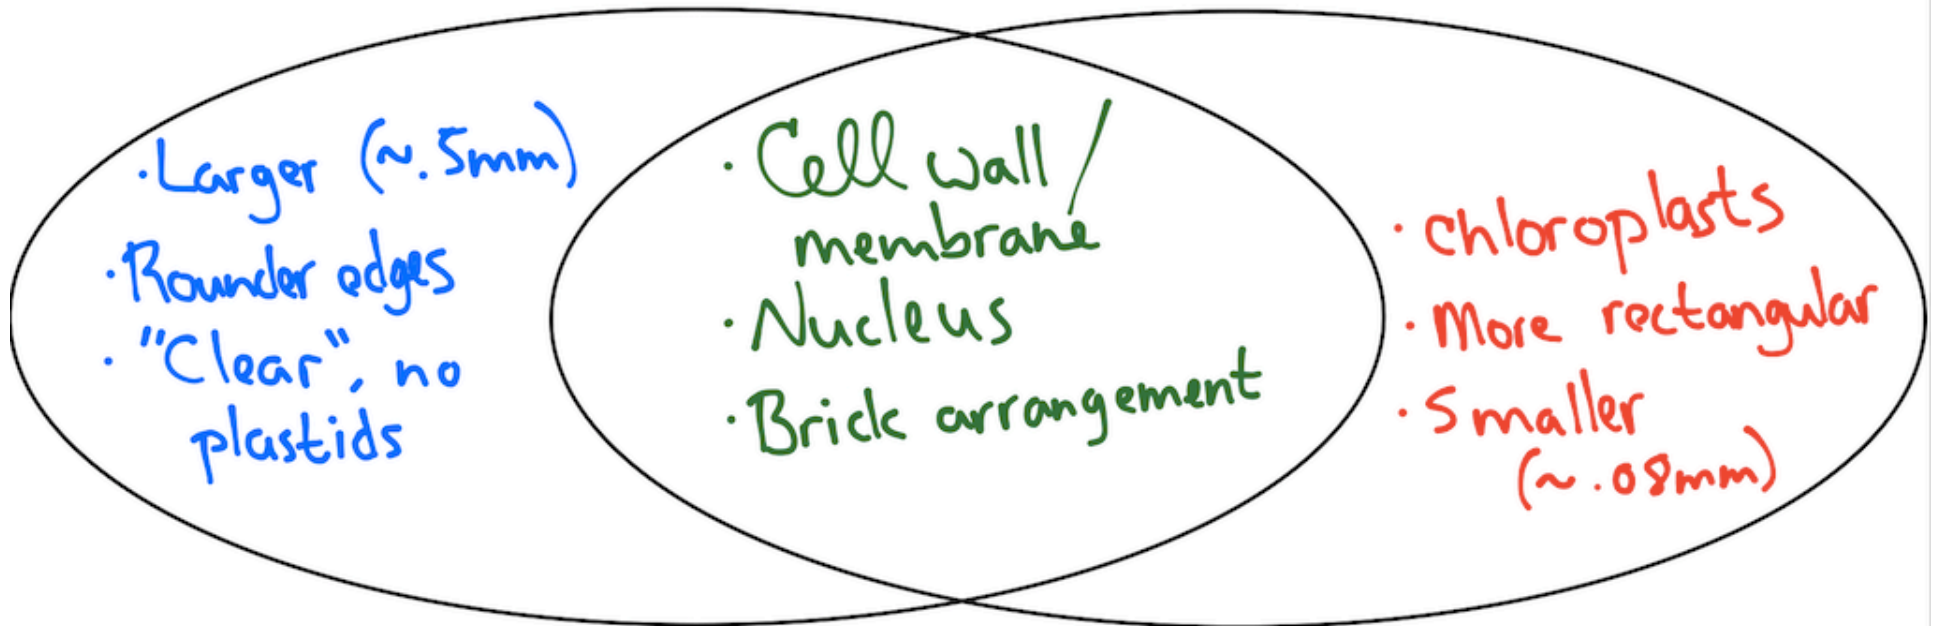 ·Larger (~.5mm)
·Rounder edges
·"Clear", no
plastids
·Cell wall/
membrane
·Nucleus
·Brick arrangement
·chloroplasts
·More rectangular
·Smaller
(~.08mm)